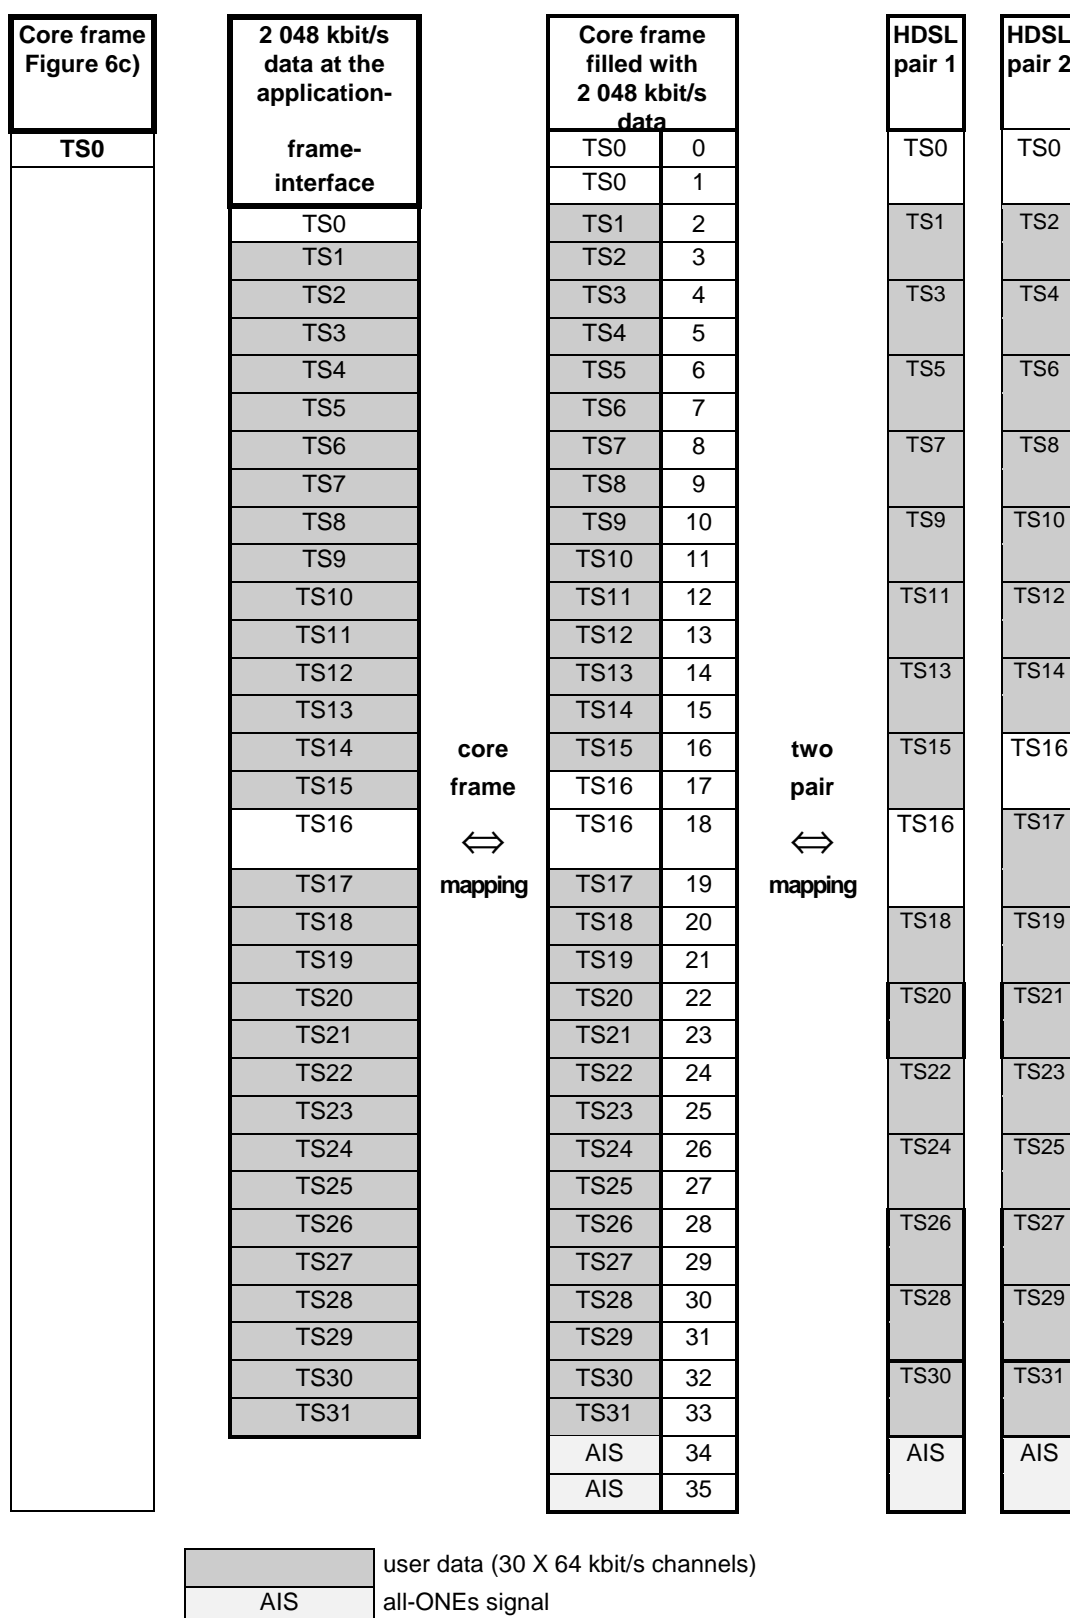 Core frame
Figure 6c)
2 048 kbit/s
data at the
application-
frame-
interface
Core frame
filled with
2 048 kbit/s
data
HDSL
pair 1
HDSL
pair 2
TS0 TS0 0 TS0 TS0
TS0 1
TS0 TS1 2 TS1 TS2
TS1 TS2 3
TS2 TS3 4 TS3 TS4
TS3 TS4 5
TS4 TS5 6 TS5 TS6
TS5 TS6 7
TS6 TS7 8 TS7 TS8
TS7 TS8 9
TS8 TS9 10 TS9 TS10
TS9 TS10 11
TS10 TS11 12 TS11 TS12
TS11 TS12 13
TS12 TS13 14 TS13 TS14
TS13 TS14 15
TS14 core TS15 16 two TS15 TS16
TS15 frame TS16 17 pair
TS16 ⇔ TS16 18 ⇔ TS16 TS17
TS17 mapping TS17 19 mapping
TS18 TS18 20 TS18 TS19
TS19 TS19 21
TS20 TS20 22 TS20 TS21
TS21 TS21 23
TS22 TS22 24 TS22 TS23
TS23 TS23 25
TS24 TS24 26 TS24 TS25
TS25 TS25 27
TS26 TS26 28 TS26 TS27
TS27 TS27 29
TS28 TS28 30 TS28 TS29
TS29 TS29 31
TS30 TS30 32 TS30 TS31
TS31 TS31 33
AIS 34 AIS AIS
AIS 35
user data (30 X 64 kbit/s channels)
AIS all-ONEs signal